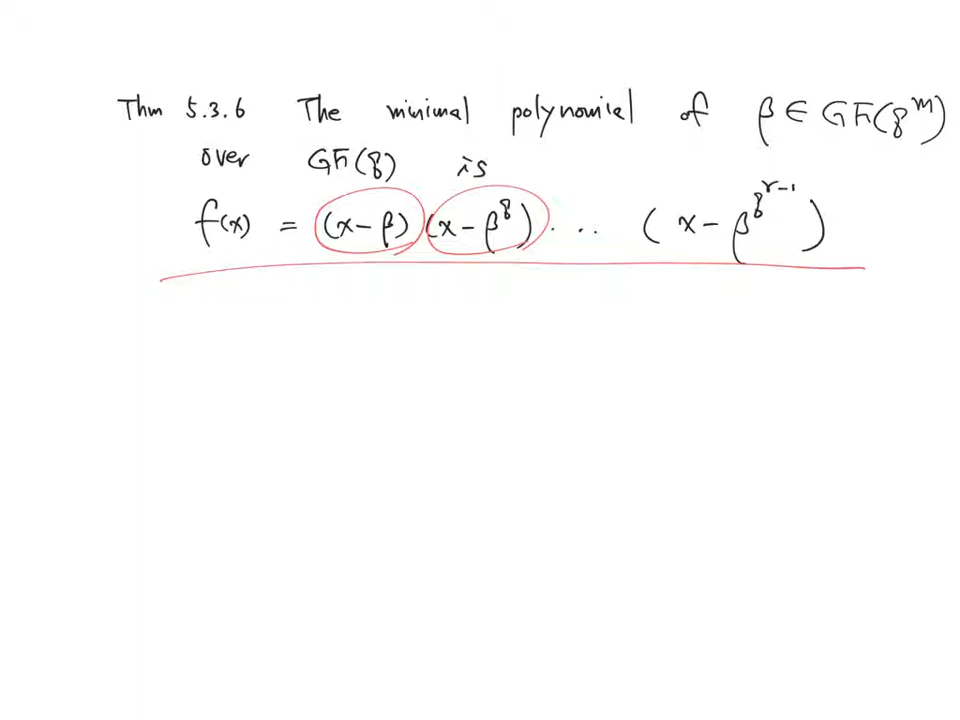 Thm 5.3.6 The minimal polynomial of β ∈ GF(q^m)
over GF(q) is
f(x) = (x − β)(x − β^q) ... (x − β^{q^{r−1}})